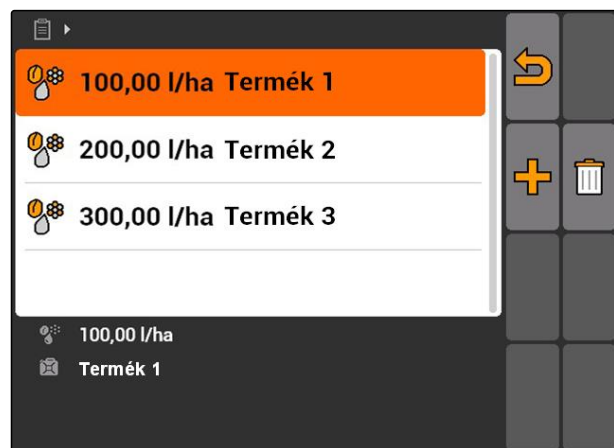 100,00 l/ha Termék 1
200,00 l/ha Termék 2
300,00 l/ha Termék 3
100,00 l/ha
Termék 1